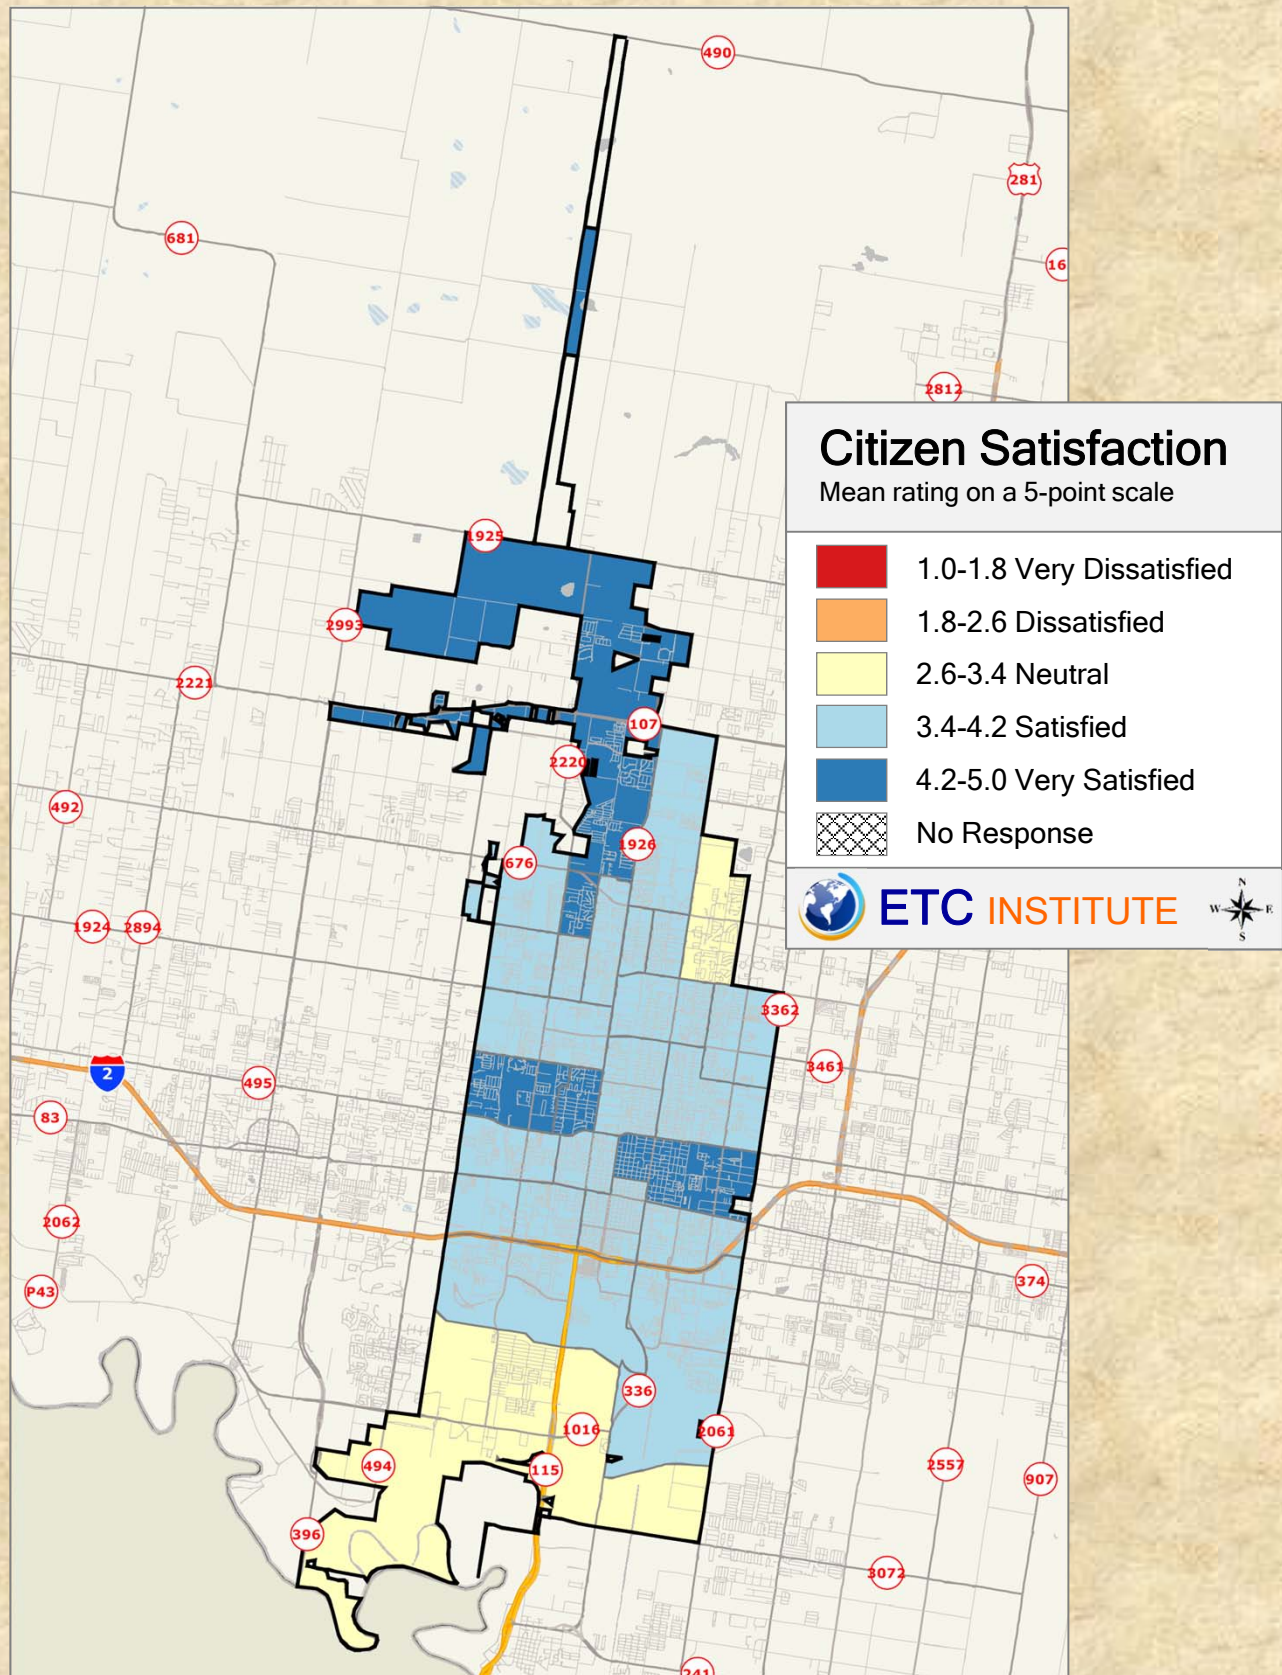 490
281
681
16
2812
Citizen Satisfaction
Mean rating on a 5-point scale
1.0-1.8 Very Dissatisfied
1.8-2.6 Dissatisfied
2.6-3.4 Neutral
3.4-4.2 Satisfied
4.2-5.0 Very Satisfied
No Response
ETC INSTITUTE
N
W E
S
1925
2993
2221
107
2220
492
1926
676
1924
2894
3362
3461
2
495
83
2062
P43
374
336
1016
2061
494
115
2557
907
396
3072
241